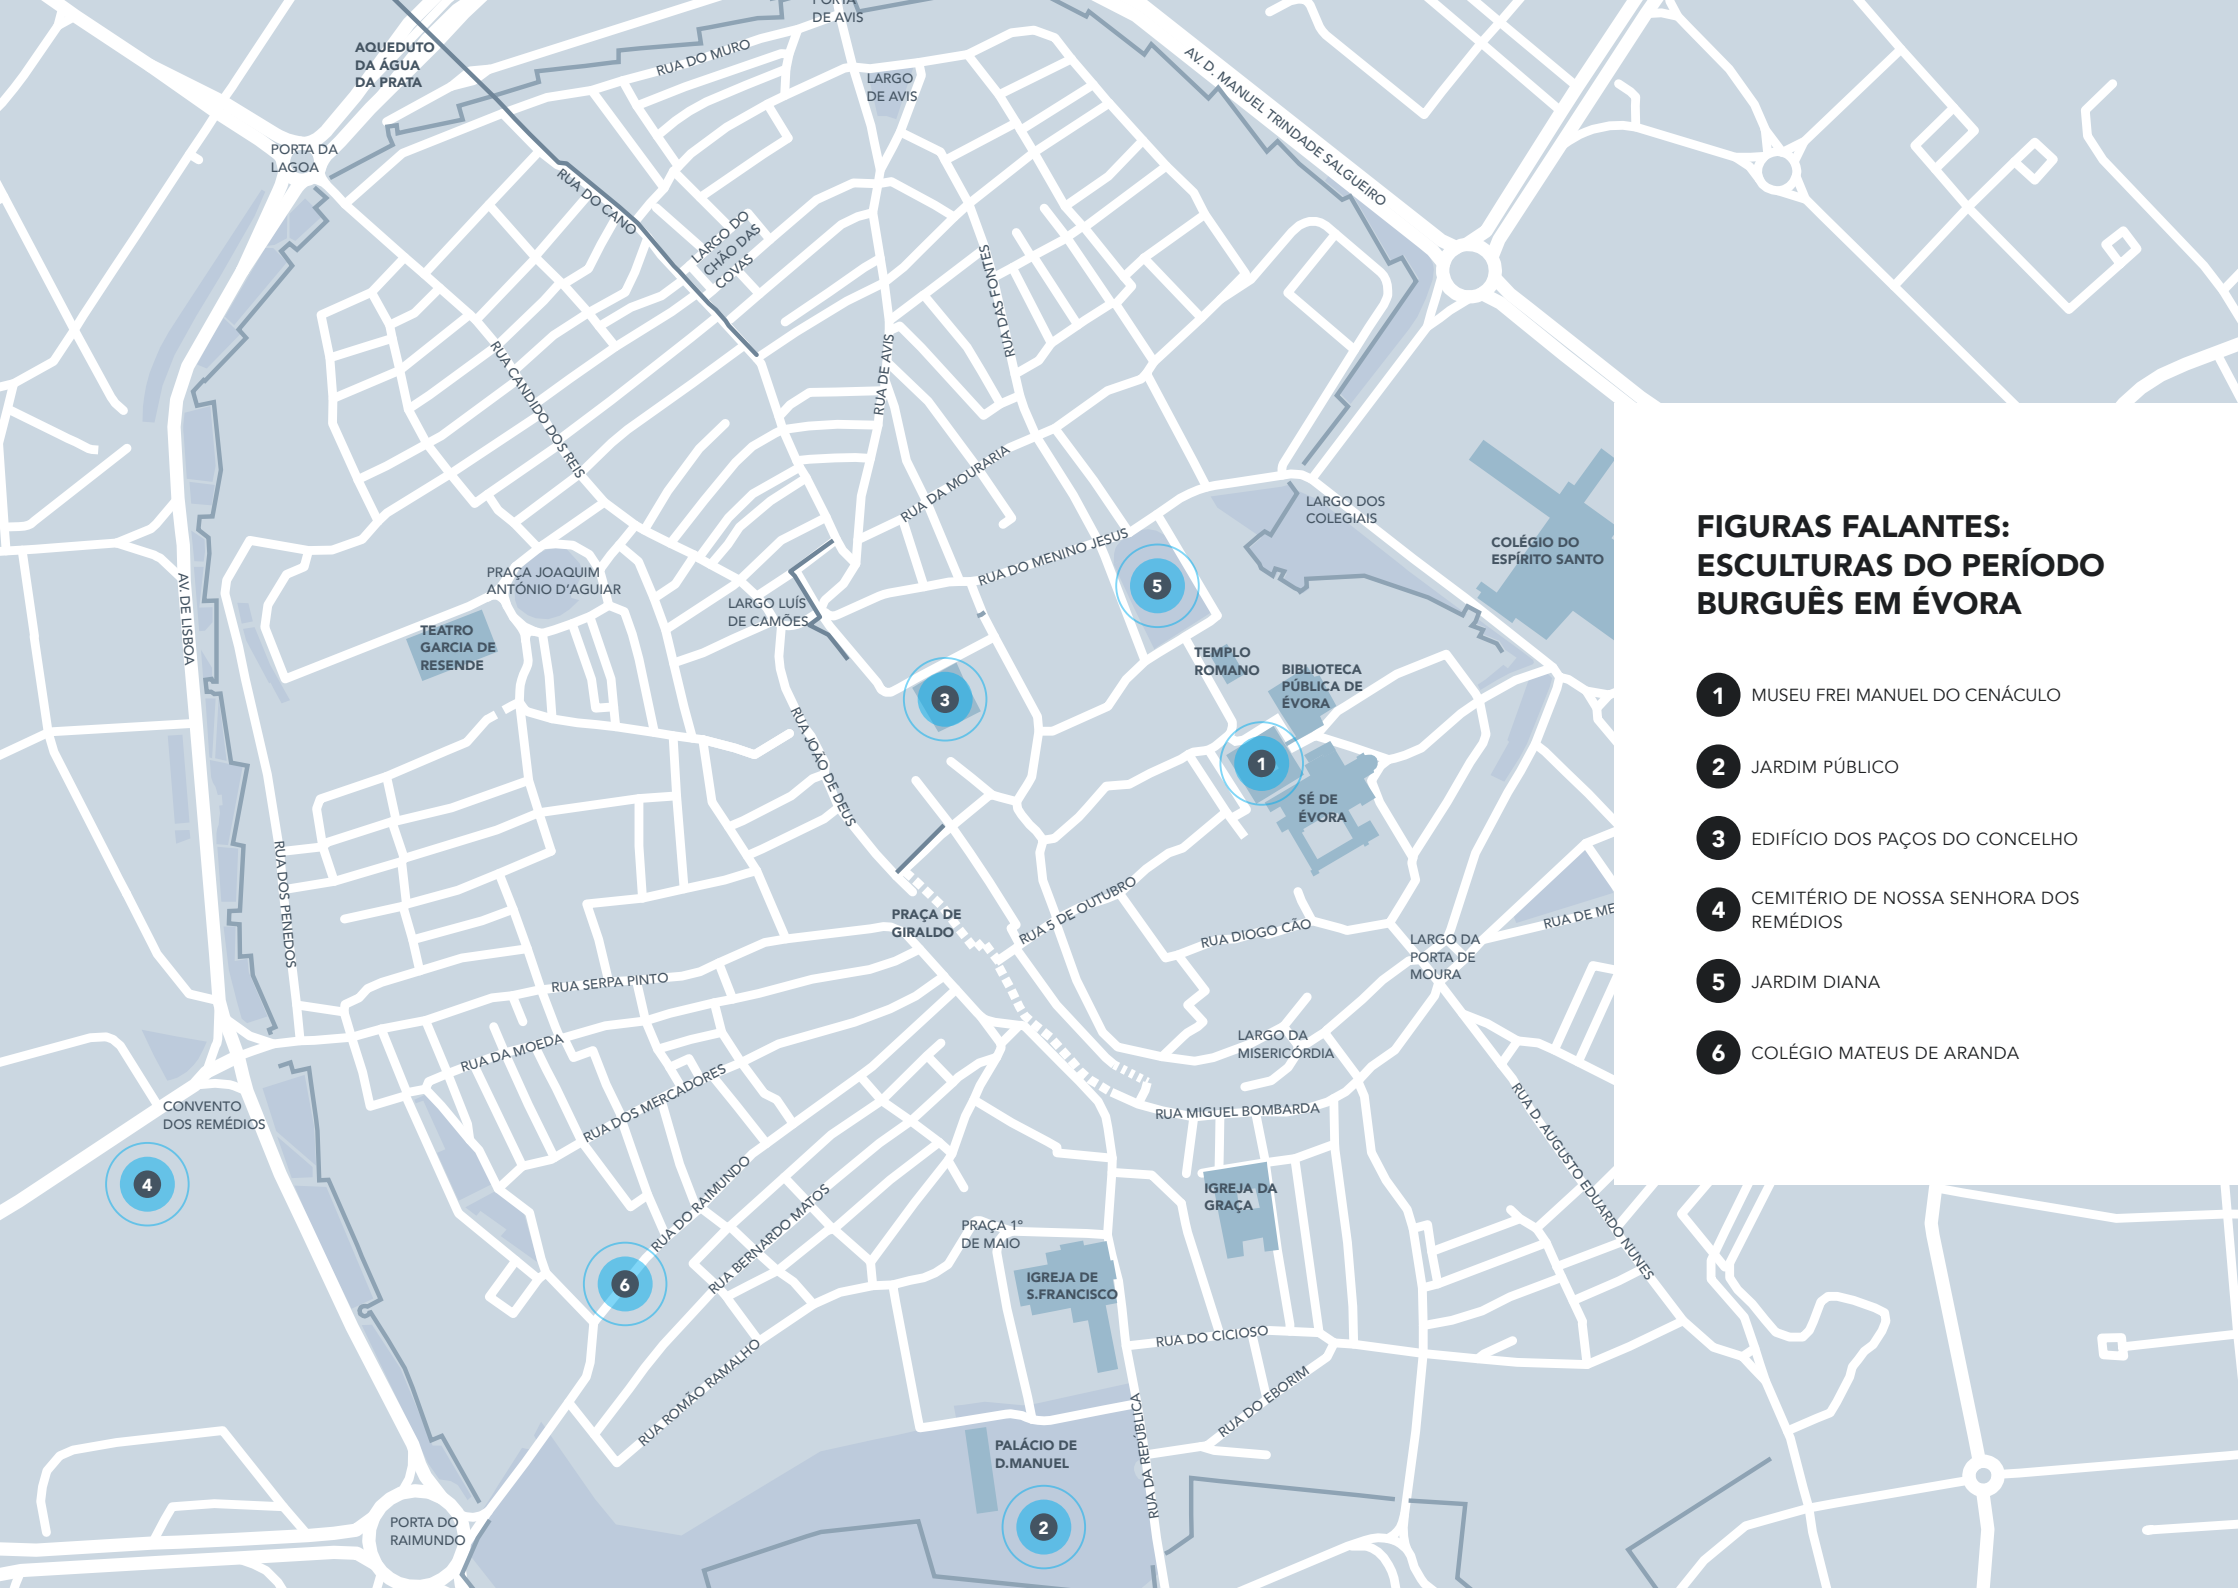 PORTA
DE AVIS
AQUEDUTO
DA ÁGUA
DA PRATA
RUA DO MURO
LARGO
DE AVIS
AV. D. MANUEL TRINDADE SALGUEIRO
PORTA DA
LAGOA
RUA DO CANO
LARGO DO
CHÃO DAS
COVAS
RUA DAS FONTES
RUA DE AVIS
RUA CANDIDO DOS REIS
RUA DA MOURARIA
LARGO DOS
COLEGIAIS
COLÉGIO DO
ESPÍRITO SANTO
RUA DO MENINO JESUS
5
PRAÇA JOAQUIM
ANTÓNIO D'AGUIAR
LARGO LUÍS
DE CAMÕES
TEATRO
GARCIA DE
RESENDE
AV. DE LISBOA
TEMPLO
ROMANO
BIBLIOTECA
PÚBLICA DE
ÉVORA
3
RUA JOÃO DE DEUS
1
SÉ DE
ÉVORA
RUA DOS PENEDOS
PRAÇA DE
GIRALDO
RUA 5 DE OUTUBRO
RUA DIOGO CÃO
LARGO DA
PORTA DE
MOURA
RUA DE ME
RUA SERPA PINTO
RUA DA MOEDA
LARGO DA
MISERICÓRDIA
RUA DOS MERCADORES
RUA MIGUEL BOMBARDA
RUA D. AUGUSTO EDUARDO NUNES
CONVENTO
DOS REMÉDIOS
4
RUA DO RAIMUNDO
RUA BERNARDO MATOS
IGREJA DA
GRAÇA
PRAÇA 1º
DE MAIO
6
IGREJA DE
S.FRANCISCO
RUA DO CICIOSO
RUA ROMÃO RAMALHO
RUA DO EBORIM
RUA DA REPÚBLICA
PALÁCIO DE
D.MANUEL
2
PORTA DO
RAIMUNDO
FIGURAS FALANTES:
ESCULTURAS DO PERÍODO
BURGUÊS EM ÉVORA
1 MUSEU FREI MANUEL DO CENÁCULO
2 JARDIM PÚBLICO
3 EDIFÍCIO DOS PAÇOS DO CONCELHO
4 CEMITÉRIO DE NOSSA SENHORA DOS
REMÉDIOS
5 JARDIM DIANA
6 COLÉGIO MATEUS DE ARANDA